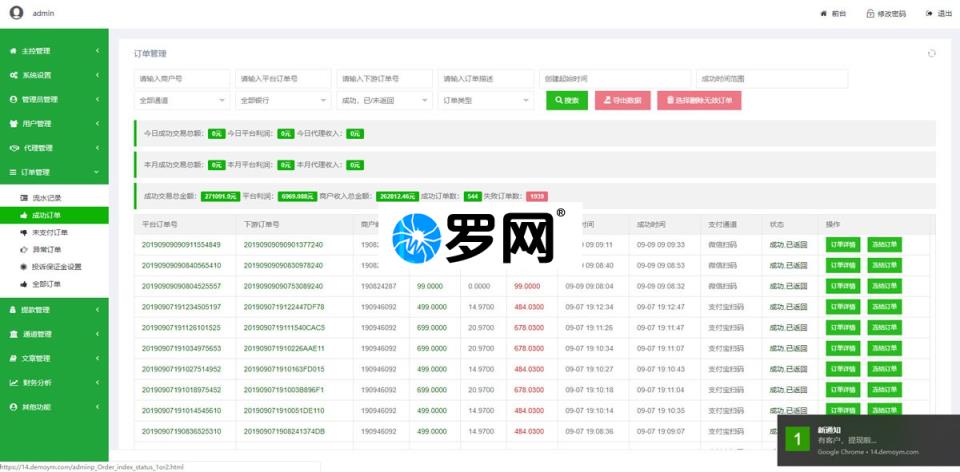 admin
前台 修改密码 退出
主控管理
系统设置
管理员管理
用户管理
代理管理
订单管理
流水记录
成功订单
未支付订单
异常订单
投诉保证金设置
全部订单
提款管理
通道管理
文章管理
财务分析
其他功能
订单管理
请输入商户号 请输入平台订单号 请输入下游订单号 请输入订单描述 创建起始时间 成功时间范围
全部通道 全部银行 成功, 已/未返回 订单类型 搜索 导出数据 选择删除无效订单
今日成功交易总额: 0元 今日平台利润: 0元 今日代理收入: 0元
本月成功交易总额: 0元 本月平台利润: 0元 本月代理收入: 0元
成功交易总金额: 271091.9元 平台利润: 6969.988元 商户收入总金额: 262012.46元 成功订单数: 544 失败订单数: 1939
平台订单号 下游订单号 时间 成功时间 支付通道 状态 操作
罗网®
20190909090911554849 20190909090901377240 1908 09-09 09:09:11 09-09 09:09:33 微信扫码 成功,已返回 订单详情 冻结订单
20190909090840565410 20190909090830978240 1908 09-09 09:08:40 09-09 09:08:53 微信扫码 成功,已返回 订单详情 冻结订单
20190909090804525557 20190909090753089240 190824287 99.0000 0.0000 99.0000 09-09 09:08:04 09-09 09:08:32 微信扫码 成功,已返回 订单详情 冻结订单
20190907191234505197 2019090719122447DF78 190946092 499.0000 14.9700 484.0300 09-07 19:12:34 09-07 19:12:47 支付宝扫码 成功,已返回 订单详情 冻结订单
20190907191126101525 2019090719111540CAC5 190946092 699.0000 20.9700 678.0300 09-07 19:11:26 09-07 19:11:47 支付宝扫码 成功,已返回 订单详情 冻结订单
20190907191034975653 201909071910226AAE11 190946092 699.0000 20.9700 678.0300 09-07 19:10:34 09-07 19:11:07 支付宝扫码 成功,已返回 订单详情 冻结订单
20190907191027514952 201909071910163FD015 190946092 499.0000 14.9700 484.0300 09-07 19:10:27 09-07 19:10:43 支付宝扫码 成功,已返回 订单详情 冻结订单
20190907191018975452 20190907191003B896F1 190946092 699.0000 20.9700 678.0300 09-07 19:10:18 09-07 19:11:04 支付宝扫码 成功,已返回 订单详情 冻结订单
20190907191014545610 201909071910051DE110 190946092 499.0000 14.9700 484.0300 09-07 19:10:14 09-07 19:10:35 支付宝扫码 成功,已返回 订单详情 冻结订单
20190907190836525310 201909071908241374DB 190946092 499.0000 14.9700 484.0300 09-07 19:08:36 09-07 19:09:07 支付宝扫码 成功,已返回
1 新通知
有客户，提现啦...
Google Chrome • 14.demoym.com
https://14.demoym.com/adminp_Order_index_status_1or2.html